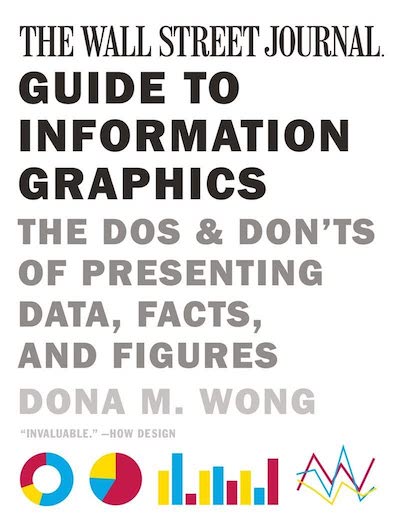 THE WALL STREET JOURNAL.
GUIDE TO
INFORMATION
GRAPHICS
THE DOS & DON'TS
OF PRESENTING
DATA, FACTS,
AND FIGURES
DONA M. WONG
“INVALUABLE.” —HOW DESIGN